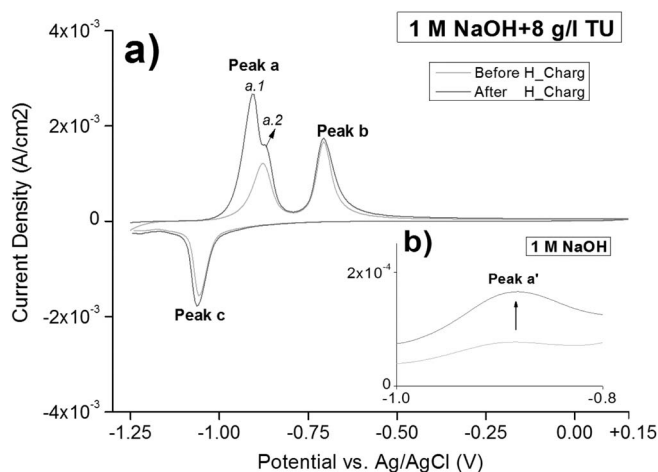 1 M NaOH+8 g/l TU
a)
Before H_Charg
After H_Charg
Peak a
a.1
a.2
Peak b
Peak c
b)
1 M NaOH
2x10⁻⁴
Peak a'
0
-1.0
-0.8
4x10⁻³
2x10⁻³
0
-2x10⁻³
-4x10⁻³
Current Density (A/cm2)
-1.25
-1.00
-0.75
-0.50
-0.25
0.00
+0.15
Potential vs. Ag/AgCl (V)